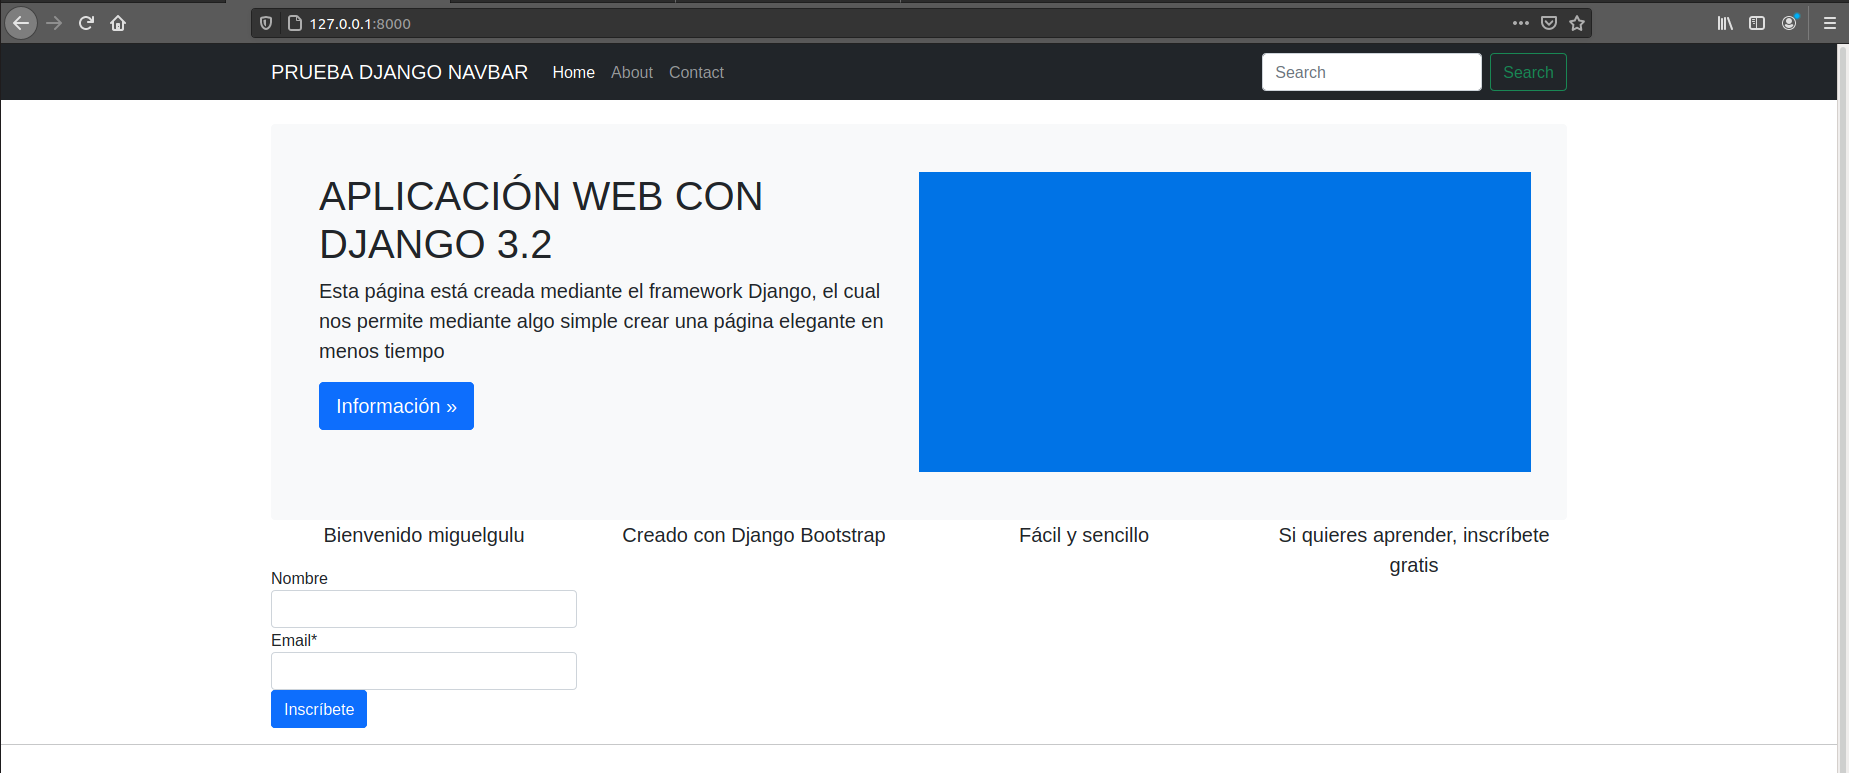 127.0.0.1:8000
PRUEBA DJANGO NAVBAR Home About Contact Search Search
APLICACIÓN WEB CON
DJANGO 3.2
Esta página está creada mediante el framework Django, el cual
nos permite mediante algo simple crear una página elegante en
menos tiempo
Información »
Bienvenido miguelgulu
Creado con Django Bootstrap
Fácil y sencillo
Si quieres aprender, inscríbete
gratis
Nombre
Email*
Inscríbete